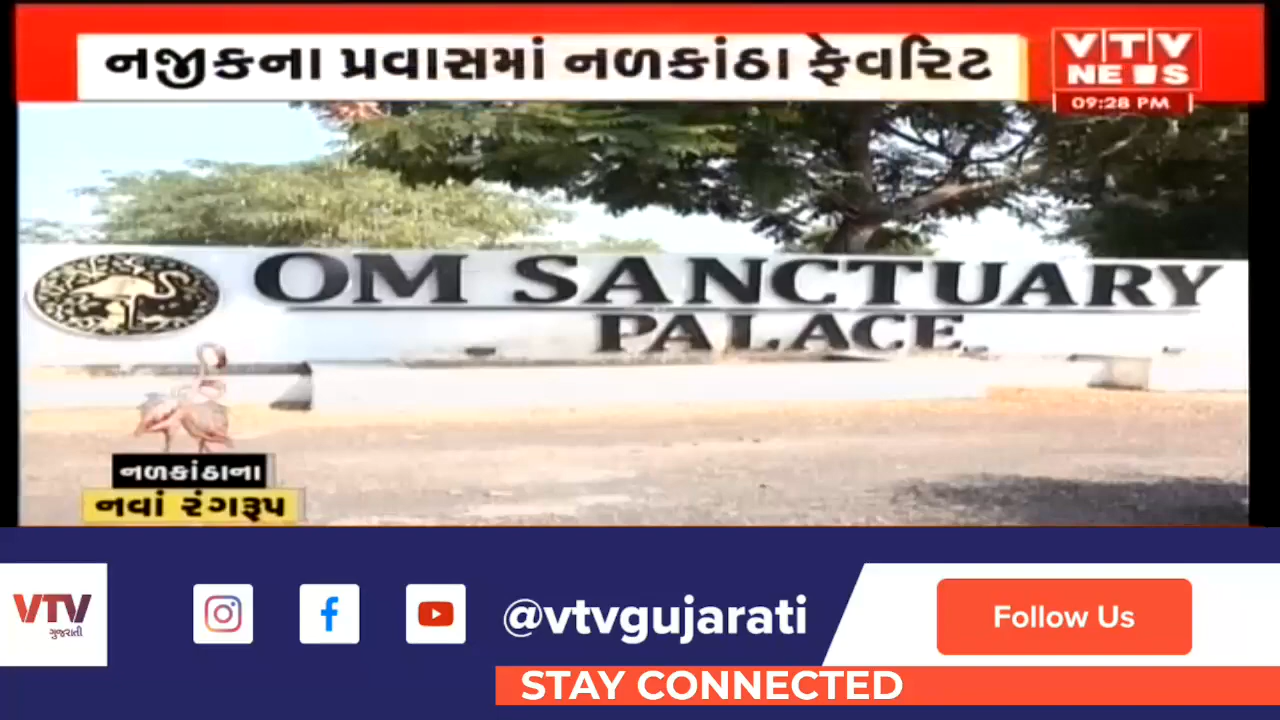 નજીકના પ્રવાસમાં નળકાંઠા ફેવરિટ
VTV
NEWS
09:28 PM
OM SANCTUARY
PALACE
નળકાંઠાના
નવાં રંગરૂપ
VTV
ગુજરાતી
@vtvgujarati
Follow Us
STAY CONNECTED